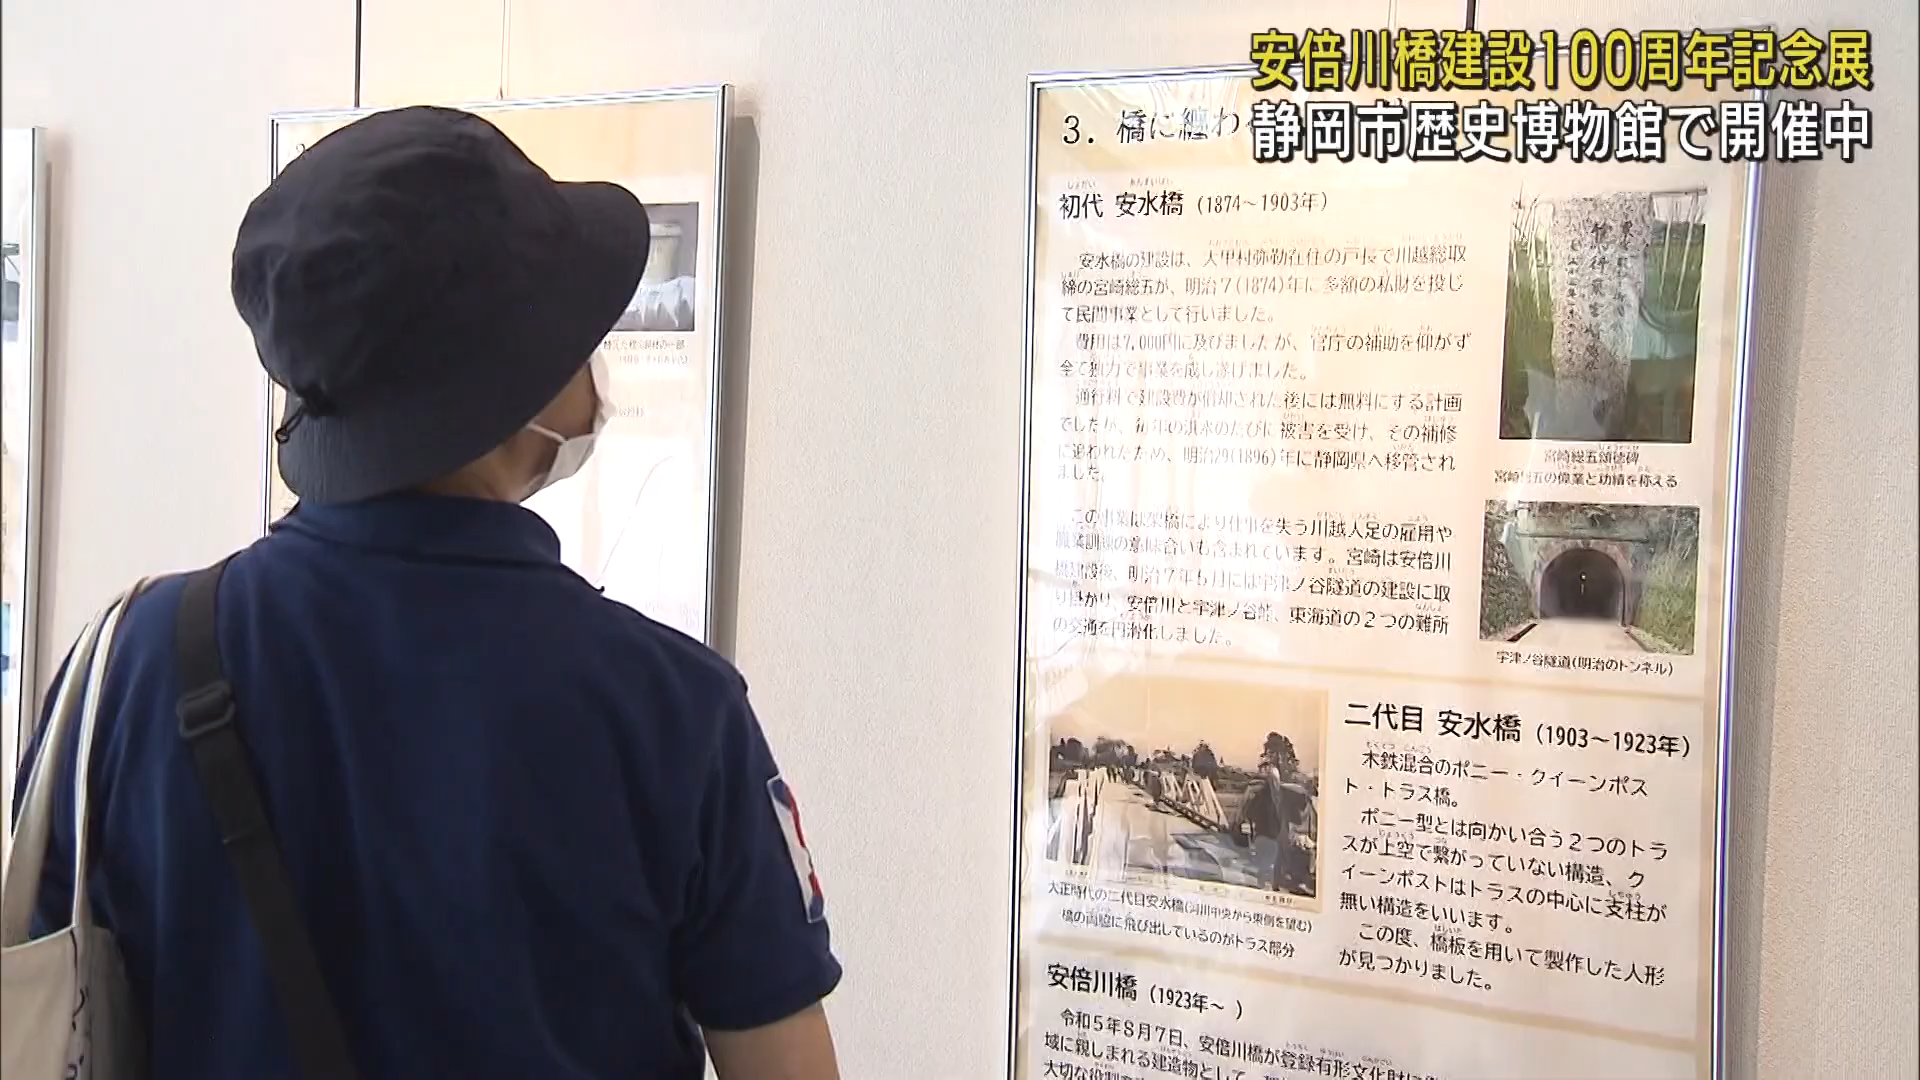 安倍川橋建設100周年記念展
静岡市歴史博物館で開催中
3. 橋に纏わ
初代 安水橋 (1874～1903年)
安水橋の建設は、大里村弥勒在住の戸長で川越総取
締の宮崎総五が、明治7(1874)年に多額の私財を投じ
て民間事業として行いました。
費用は7,000円に及びましたが、官庁の補助を仰がず
全て独力で事業を成し遂げました。
通行料で建設費が償却された後には無料にする計画
でしたが、毎年の洪水のたびに被害を受け、その補修
に追われたため、明治29(1896)年に静岡県へ移管され
ました。
この事業は架橋により仕事を失う川越人足の雇用や
職業訓練の意味合いも含まれています。宮崎は安倍川
橋建設後、明治7年6月には宇津ノ谷隧道の建設に取
り掛かり、安倍川と宇津ノ谷峠、東海道の2つの難所
の交通を円滑化しました。
宮崎総五頌徳碑
宮崎総五の偉業と功績を称える
宇津ノ谷隧道(明治のトンネル)
二代目 安水橋 (1903～1923年)
木鉄混合のポニー・クイーンポス
ト・トラス橋。
ポニー型とは向かい合う2つのトラ
スが上空で繋がっていない構造、ク
イーンポストはトラスの中心に支柱が
無い構造をいいます。
この度、橋板を用いて製作した人形
が見つかりました。
大正時代の二代目安水橋(河川中央から東側を望む)
橋の両脇に飛び出しているのがトラス部分
安倍川橋 (1923年～ )
令和5年8月7日、安倍川橋が登録有形文化財に
域に親しまれる建造物として、
大切な役割